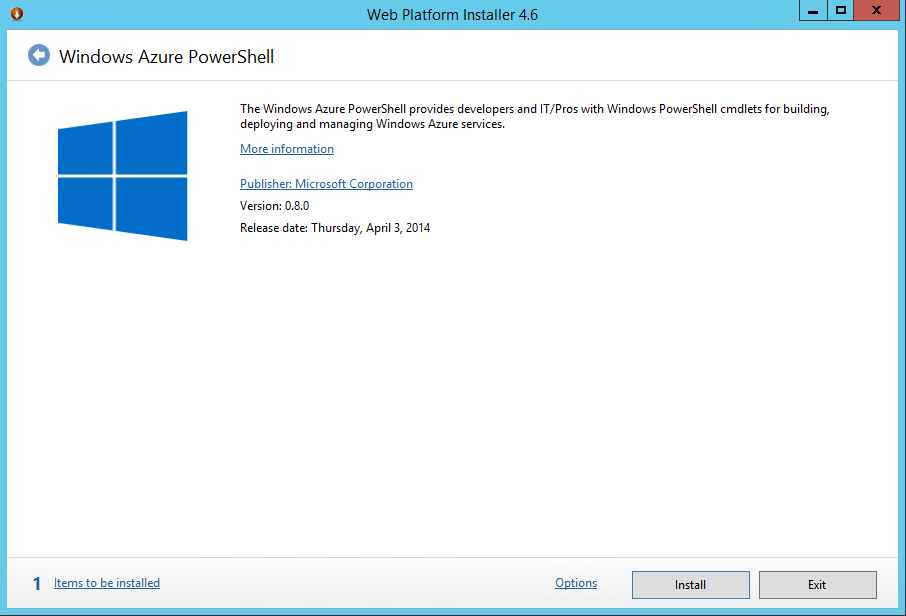 Web Platform Installer 4.6
Windows Azure PowerShell
The Windows Azure PowerShell provides developers and IT/Pros with Windows PowerShell cmdlets for building,
deploying and managing Windows Azure services.
More information
Publisher: Microsoft Corporation
Version: 0.8.0
Release date: Thursday, April 3, 2014
1 Items to be installed
Options
Install
Exit